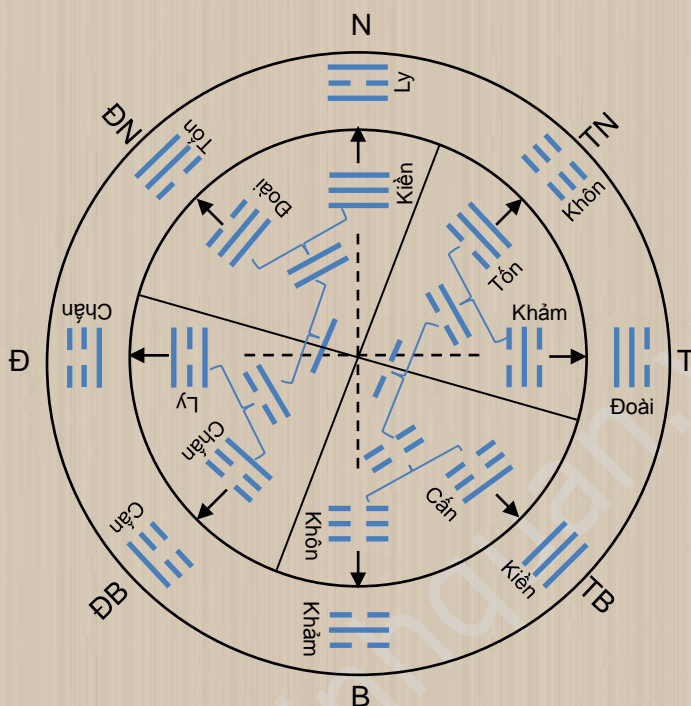 N
Ly
ĐN
Tốn
TN
Khôn
Kiền
Đoài
Tốn
Khảm
Chấn
Đ
Ly
T
Đoài
Chấn
Cấn
Khôn
Cấn
ĐB
Kiền
TB
Khảm
B